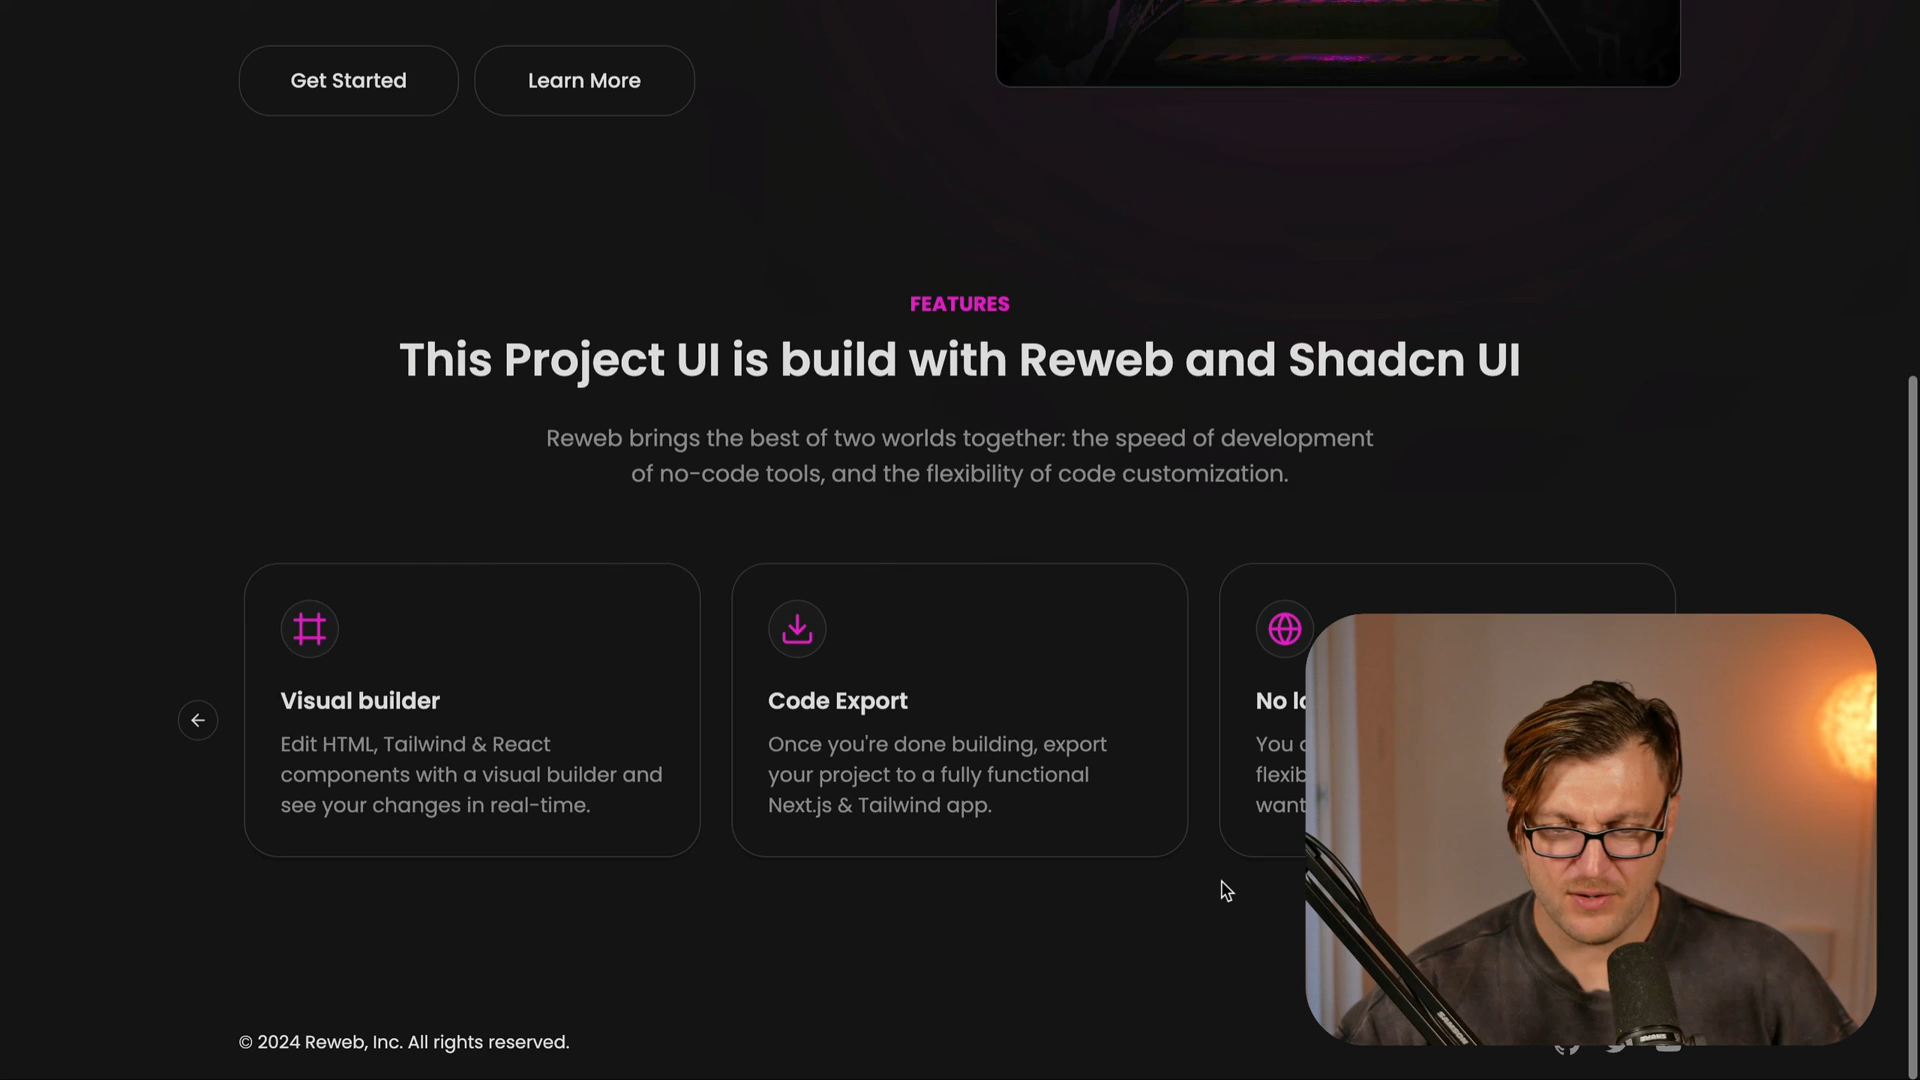 Get Started
Learn More
FEATURES
This Project UI is build with Reweb and Shadcn UI
Reweb brings the best of two worlds together: the speed of development
of no-code tools, and the flexibility of code customization.
Visual builder
Edit HTML, Tailwind & React
components with a visual builder and
see your changes in real-time.
Code Export
Once you're done building, export
your project to a fully functional
Next.js & Tailwind app.
No
You
want
© 2024 Reweb, Inc. All rights reserved.
SAMSON